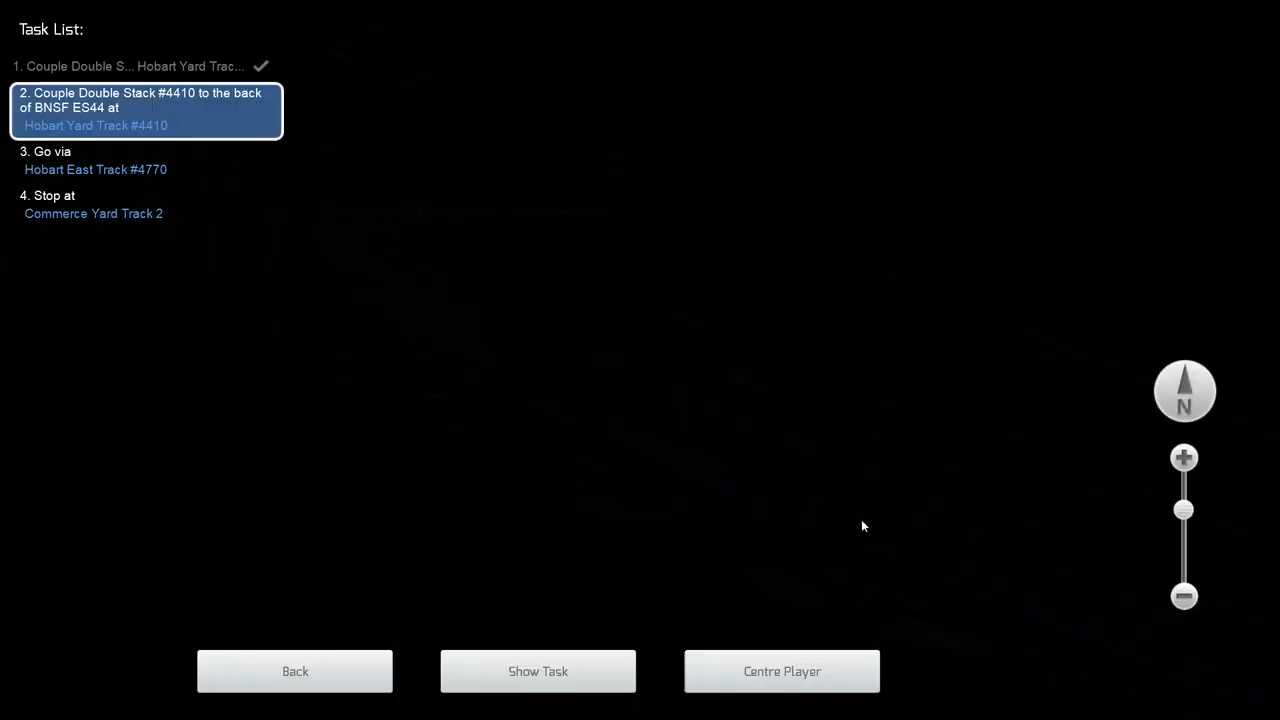 Task List:
1. Couple Double S... Hobart Yard Trac...
2. Couple Double Stack #4410 to the back
of BNSF ES44 at
Hobart Yard Track #4410
3. Go via
Hobart East Track #4770
4. Stop at
Commerce Yard Track 2
N
Back
Show Task
Centre Player